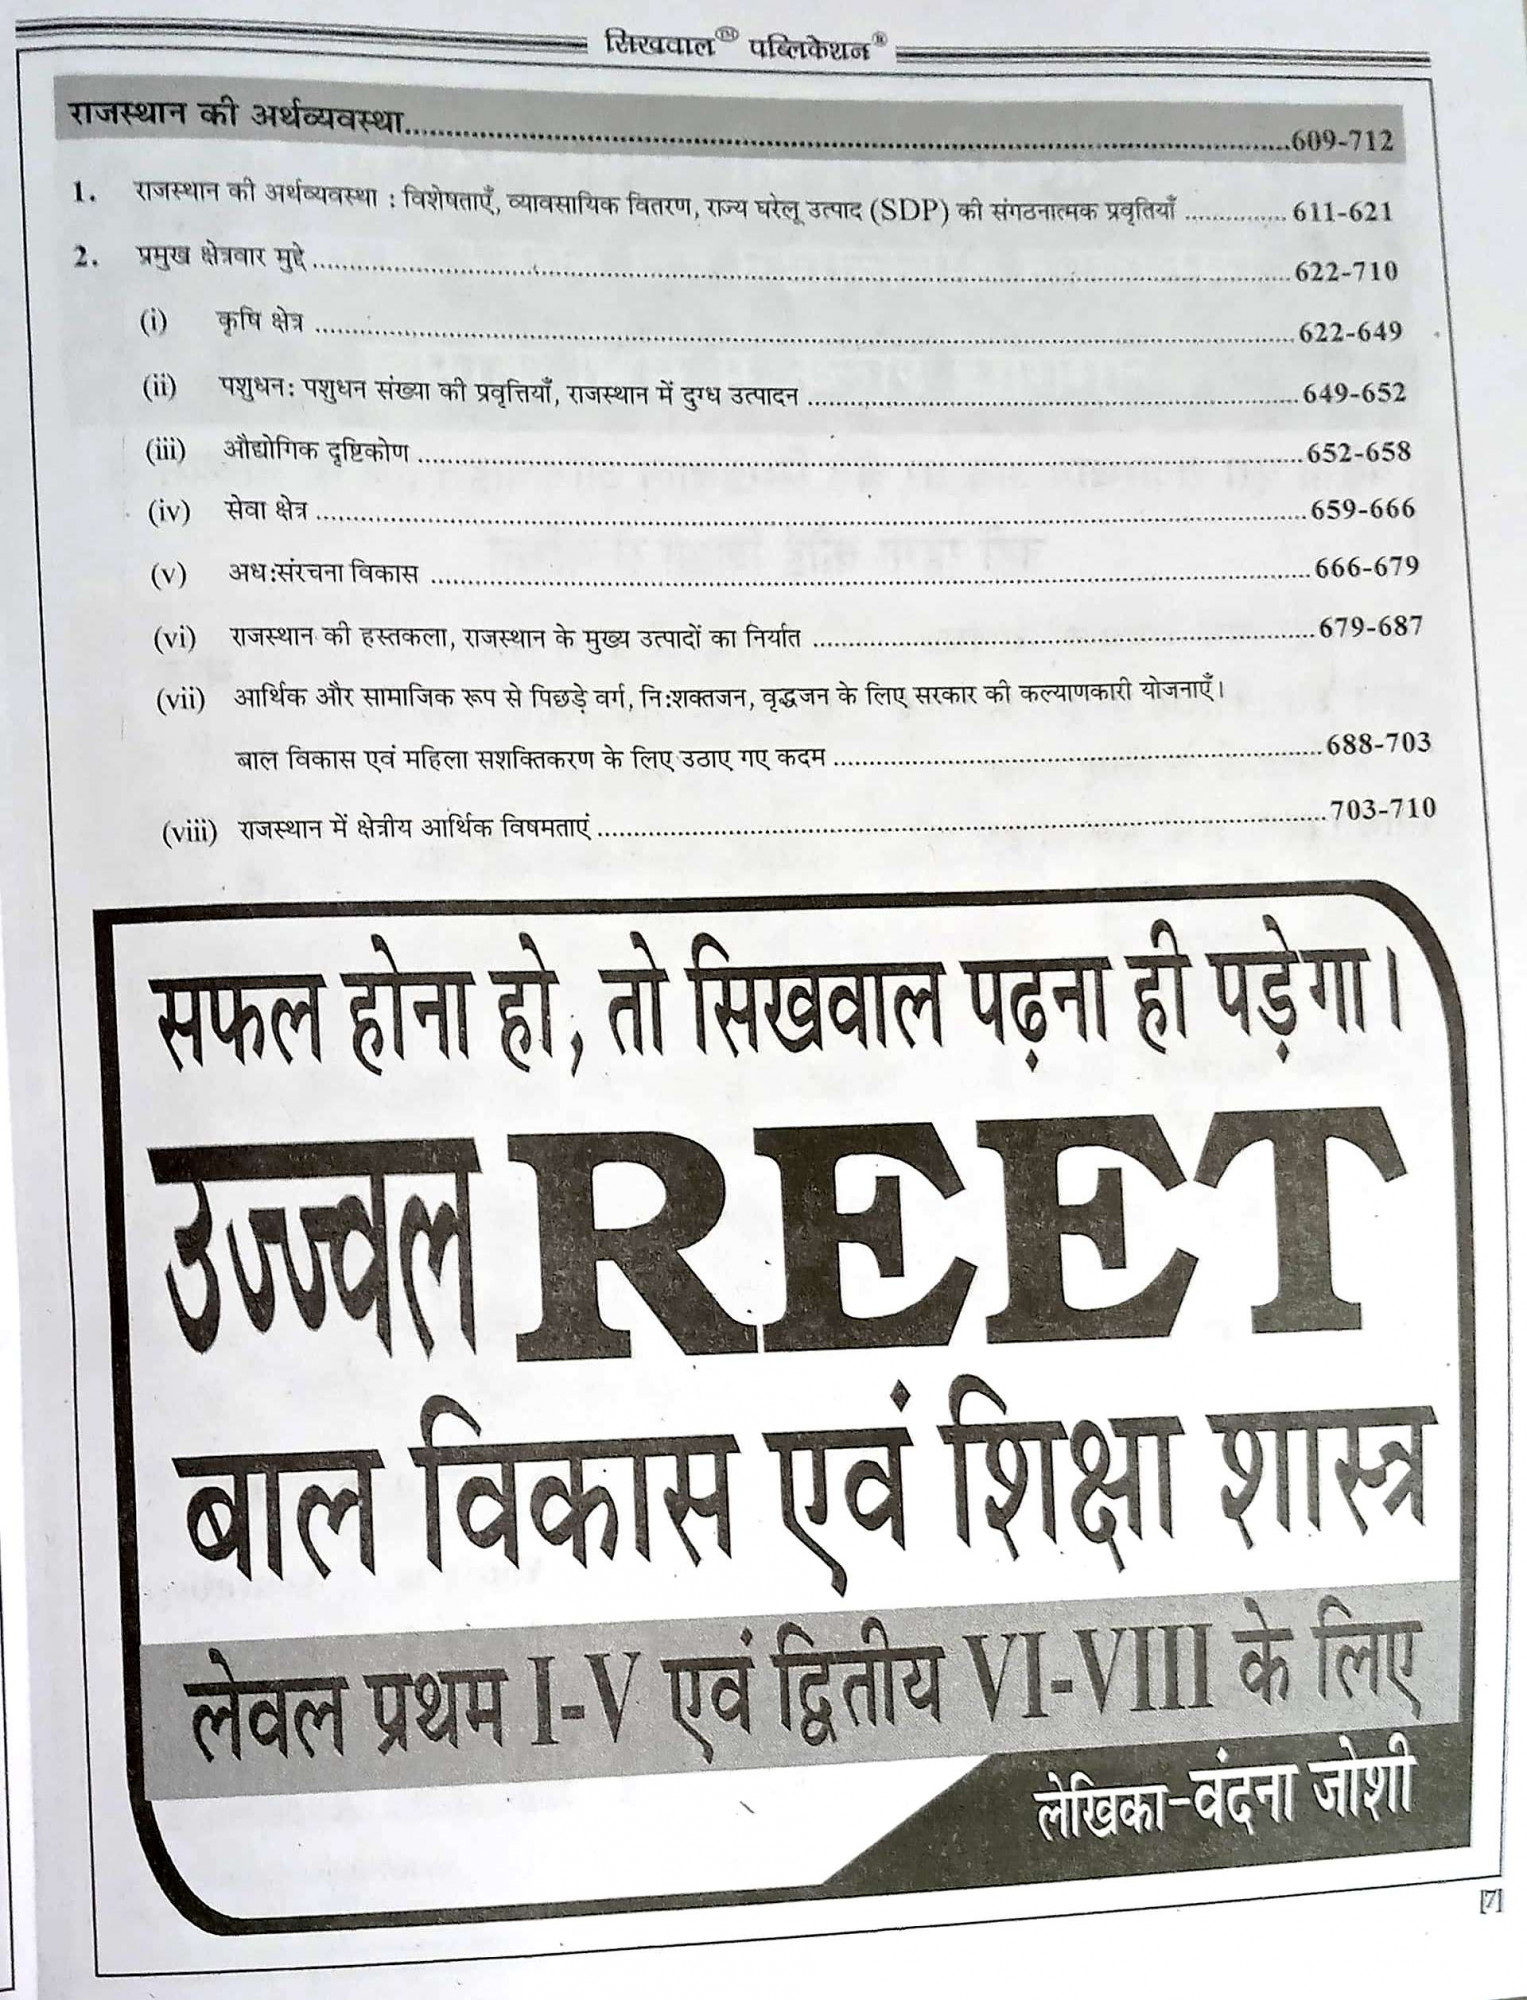 सिखवाल™ पब्लिकेशन®
राजस्थान की अर्थव्यवस्था..........609-712
1. राजस्थान की अर्थव्यवस्था : विशेषताएँ, व्यावसायिक वितरण, राज्य घरेलू उत्पाद (SDP) की संगठनात्मक प्रवृतियाँ .......... 611-621
2. प्रमुख क्षेत्रवार मुद्दे .......... 622-710
(i) कृषि क्षेत्र .......... 622-649
(ii) पशुधन: पशुधन संख्या की प्रवृत्तियाँ, राजस्थान में दुग्ध उत्पादन .......... 649-652
(iii) औद्योगिक दृष्टिकोण .......... 652-658
(iv) सेवा क्षेत्र .......... 659-666
(v) अध:संरचना विकास .......... 666-679
(vi) राजस्थान की हस्तकला, राजस्थान के मुख्य उत्पादों का निर्यात .......... 679-687
(vii) आर्थिक और सामाजिक रूप से पिछड़े वर्ग, नि:शक्तजन, वृद्धजन के लिए सरकार की कल्याणकारी योजनाएँ।
बाल विकास एवं महिला सशक्तिकरण के लिए उठाए गए कदम .......... 688-703
(viii) राजस्थान में क्षेत्रीय आर्थिक विषमताएं .......... 703-710
सफल होना हो, तो सिखवाल पढ़ना ही पड़ेगा।
उज्ज्वल REET
बाल विकास एवं शिक्षा शास्त्र
लेवल प्रथम I-V एवं द्वितीय VI-VIII के लिए
लेखिका-वंदना जोशी
[7]